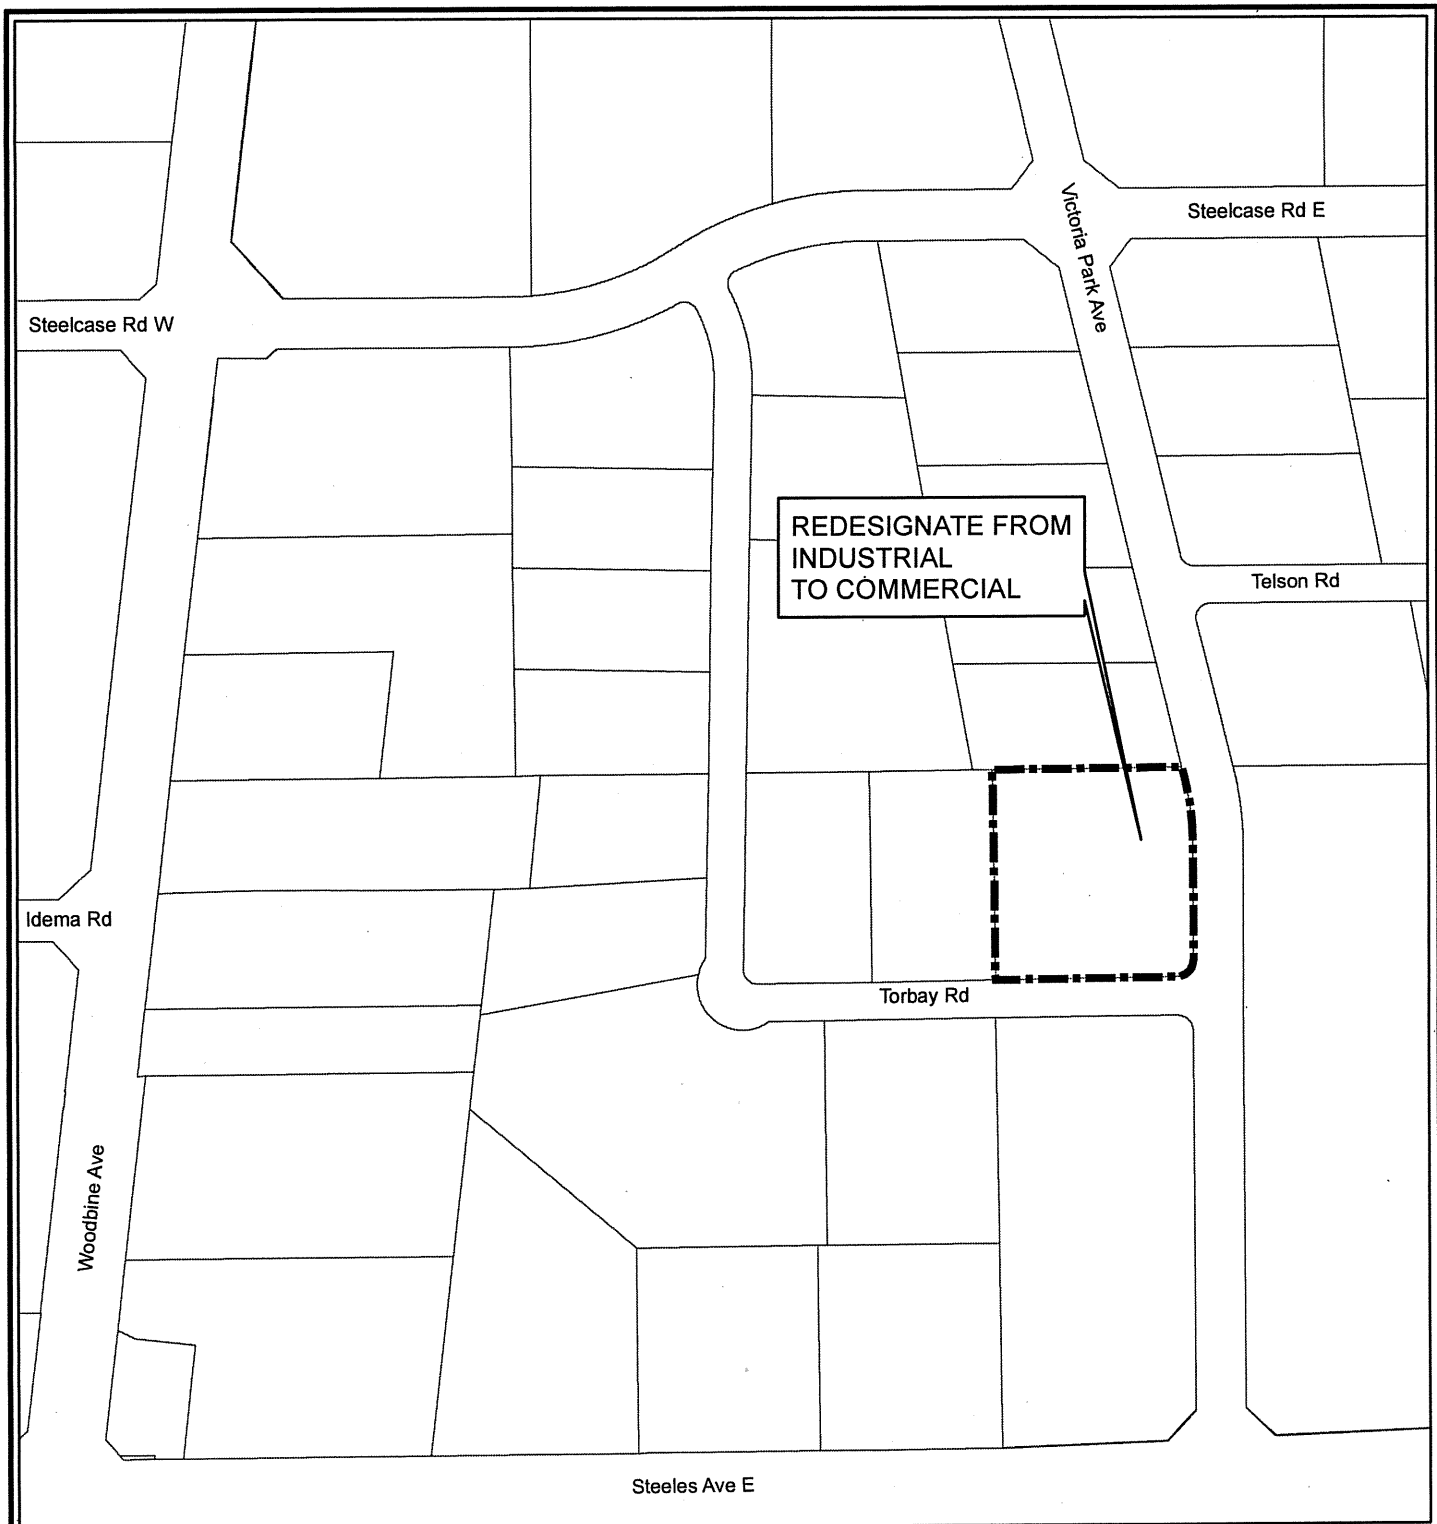 Steelcase Rd E
Victoria Park Ave
Steelcase Rd W
REDESIGNATE FROM
INDUSTRIAL
TO COMMERCIAL
Telson Rd
Idema Rd
Torbay Rd
Woodbine Ave
Steeles Ave E